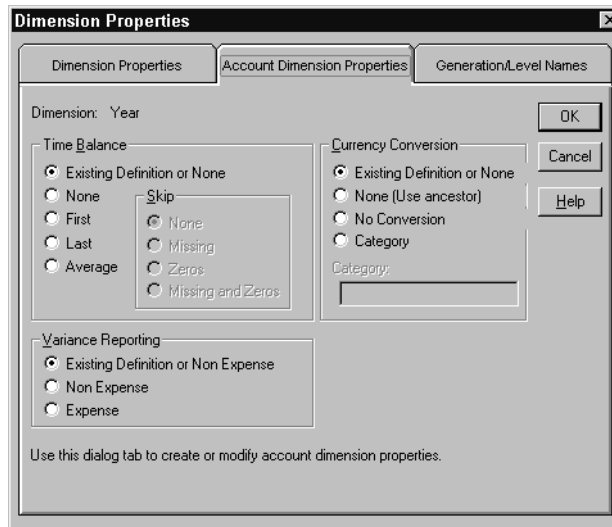 Dimension Properties
Dimension Properties
Account Dimension Properties
Generation/Level Names
Dimension: Year
OK
Cancel
Help
Time Balance
Existing Definition or None
None
First
Last
Average
Skip
None
Missing
Zeros
Missing and Zeros
Currency Conversion
Existing Definition or None
None (Use ancestor)
No Conversion
Category
Category:
Variance Reporting
Existing Definition or Non Expense
Non Expense
Expense
Use this dialog tab to create or modify account dimension properties.